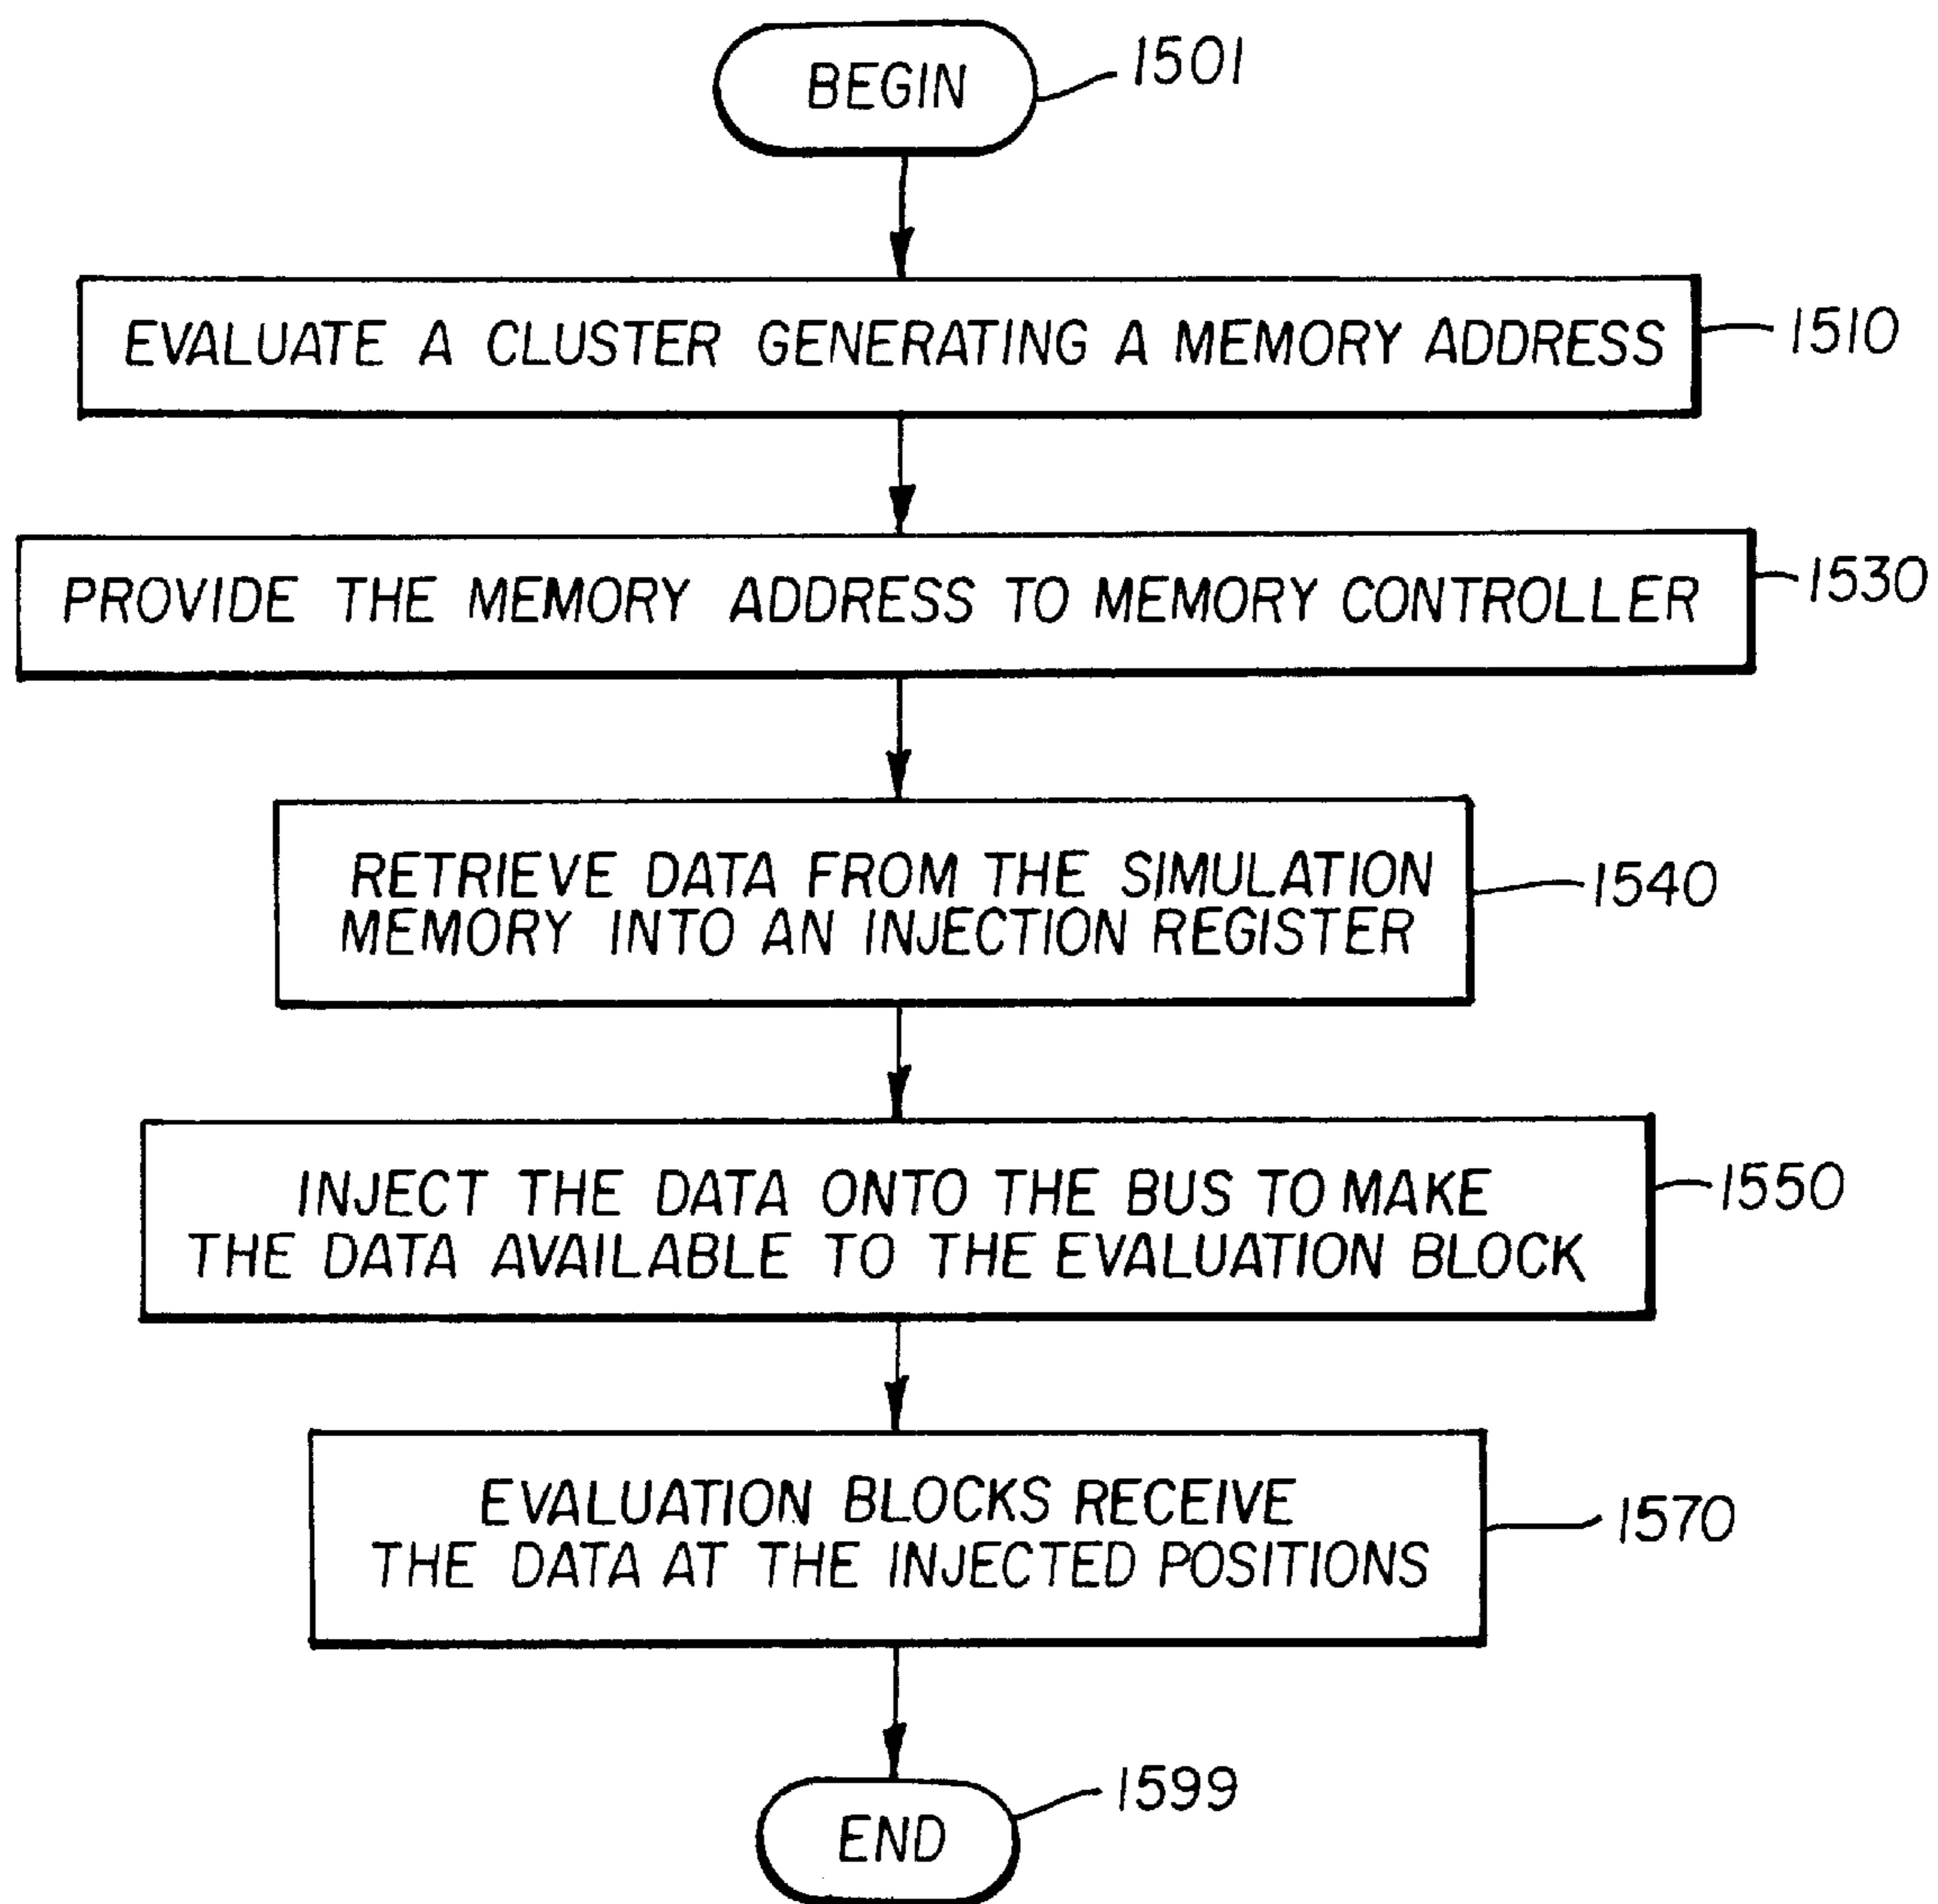 BEGIN
1501
EVALUATE A CLUSTER GENERATING A MEMORY ADDRESS
1510
PROVIDE THE MEMORY ADDRESS TO MEMORY CONTROLLER
1530
RETRIEVE DATA FROM THE SIMULATION
MEMORY INTO AN INJECTION REGISTER
1540
INJECT THE DATA ONTO THE BUS TO MAKE
THE DATA AVAILABLE TO THE EVALUATION BLOCK
1550
EVALUATION BLOCKS RECEIVE
THE DATA AT THE INJECTED POSITIONS
1570
END
1599